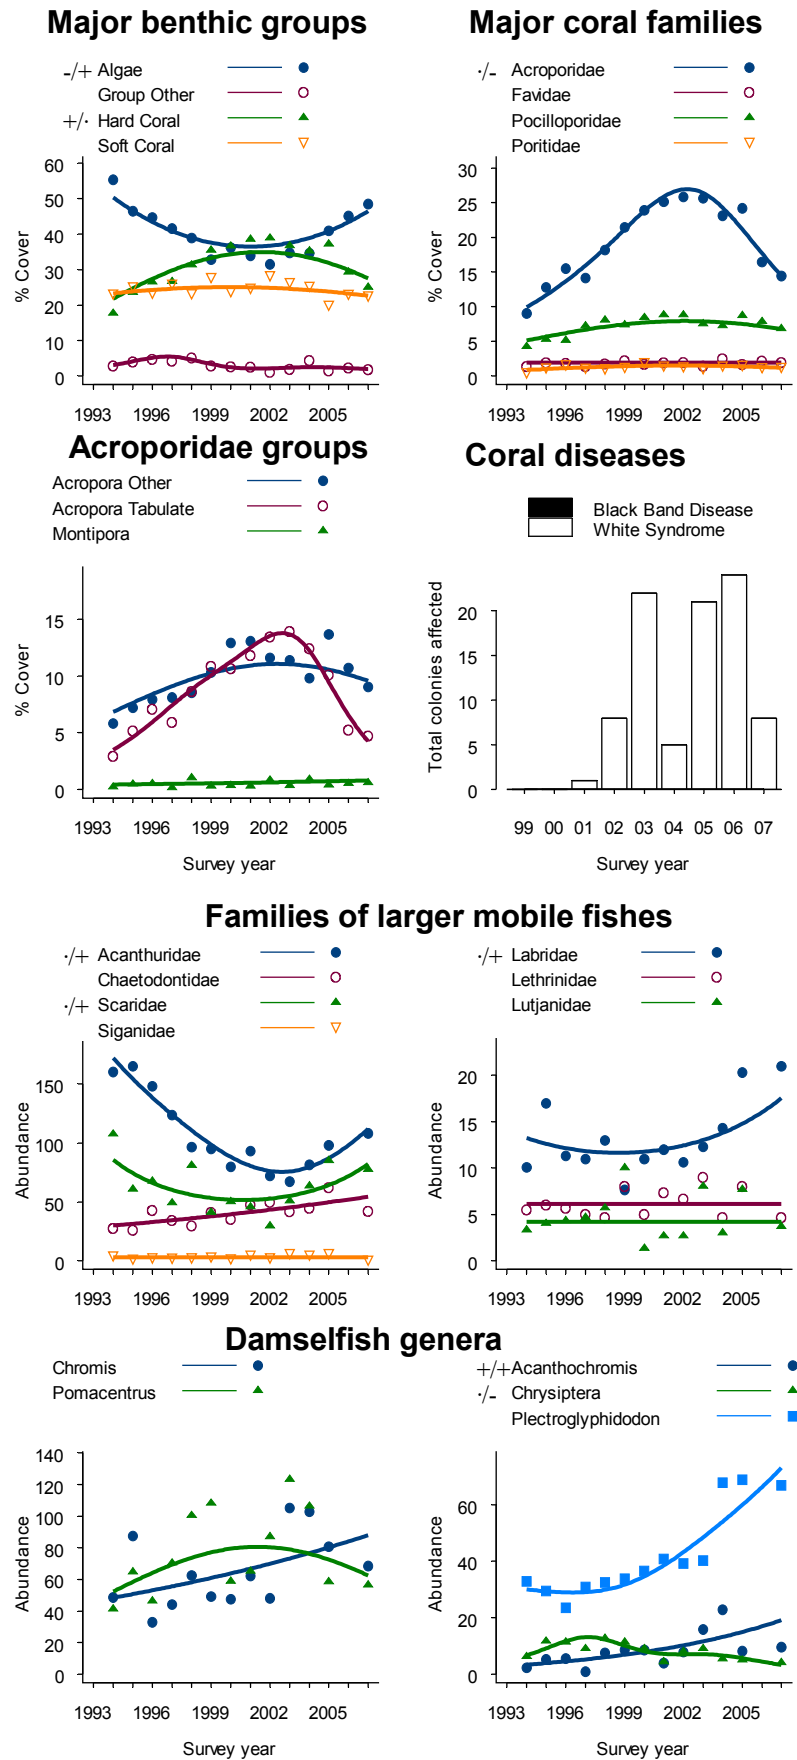 Major benthic groups
-/+ Algae
Group Other
+/· Hard Coral
Soft Coral
60
50
40
30
20
10
0
% Cover
1993 1996 1999 2002 2005
Major coral families
·/- Acroporidae
Favidae
Pocilloporidae
Poritidae
30
25
20
15
10
5
0
% Cover
1993 1996 1999 2002 2005
Acroporidae groups
Acropora Other
Acropora Tabulate
Montipora
15
10
5
0
% Cover
1993 1996 1999 2002 2005
Survey year
Coral diseases
Black Band Disease
White Syndrome
20
15
10
5
0
Total colonies affected
99 00 01 02 03 04 05 06 07
Survey year
Families of larger mobile fishes
·/+ Acanthuridae
Chaetodontidae
·/+ Scaridae
Siganidae
150
100
50
0
Abundance
1993 1996 1999 2002 2005
·/+ Labridae
Lethrinidae
Lutjanidae
20
15
10
5
0
Abundance
1993 1996 1999 2002 2005
Damselfish genera
Chromis
Pomacentrus
140
120
100
80
60
40
20
0
Abundance
1993 1996 1999 2002 2005
Survey year
+/+ Acanthochromis
·/- Chrysiptera
Plectroglyphidodon
60
40
20
0
Abundance
1993 1996 1999 2002 2005
Survey year